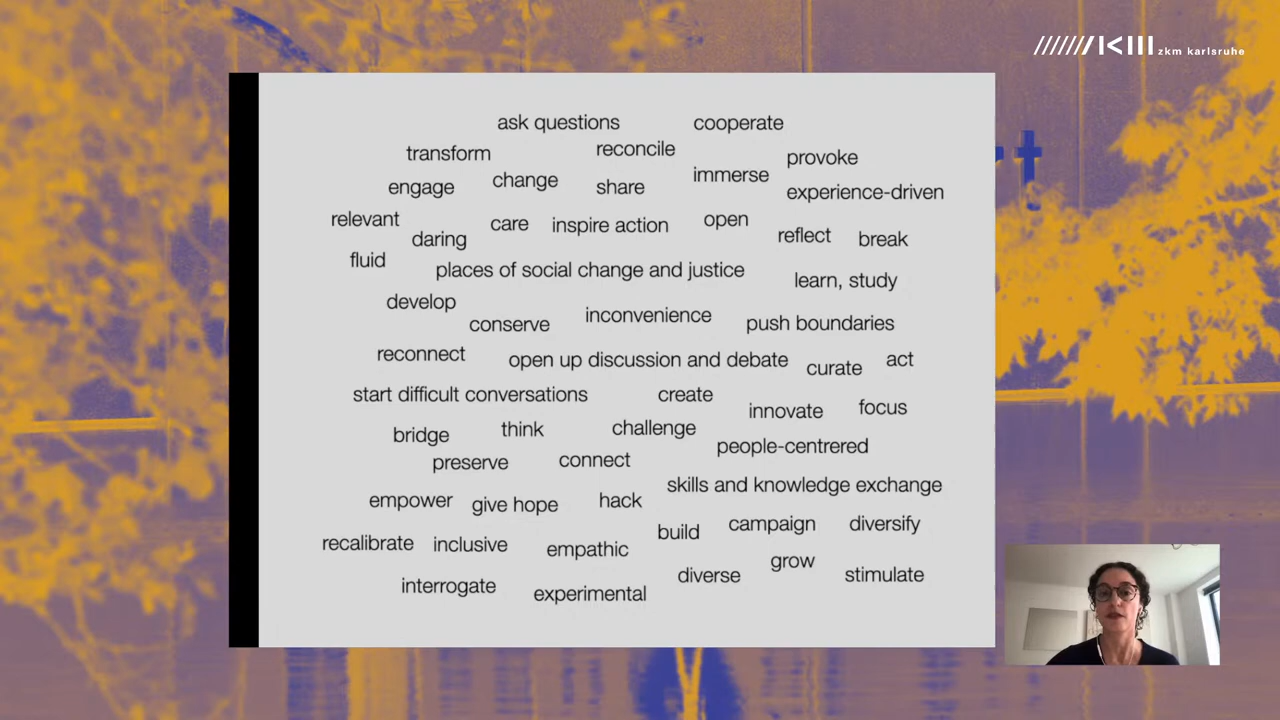 zkm karlsruhe
ask questions cooperate
transform reconcile provoke
engage change share immerse experience-driven
relevant care inspire action open
daring reflect break
fluid places of social change and justice learn, study
develop conserve inconvenience push boundaries
reconnect open up discussion and debate curate act
start difficult conversations create innovate focus
bridge think challenge people-centrered
preserve connect
empower give hope hack skills and knowledge exchange
build campaign diversify
recalibrate inclusive empathic grow
interrogate experimental diverse stimulate